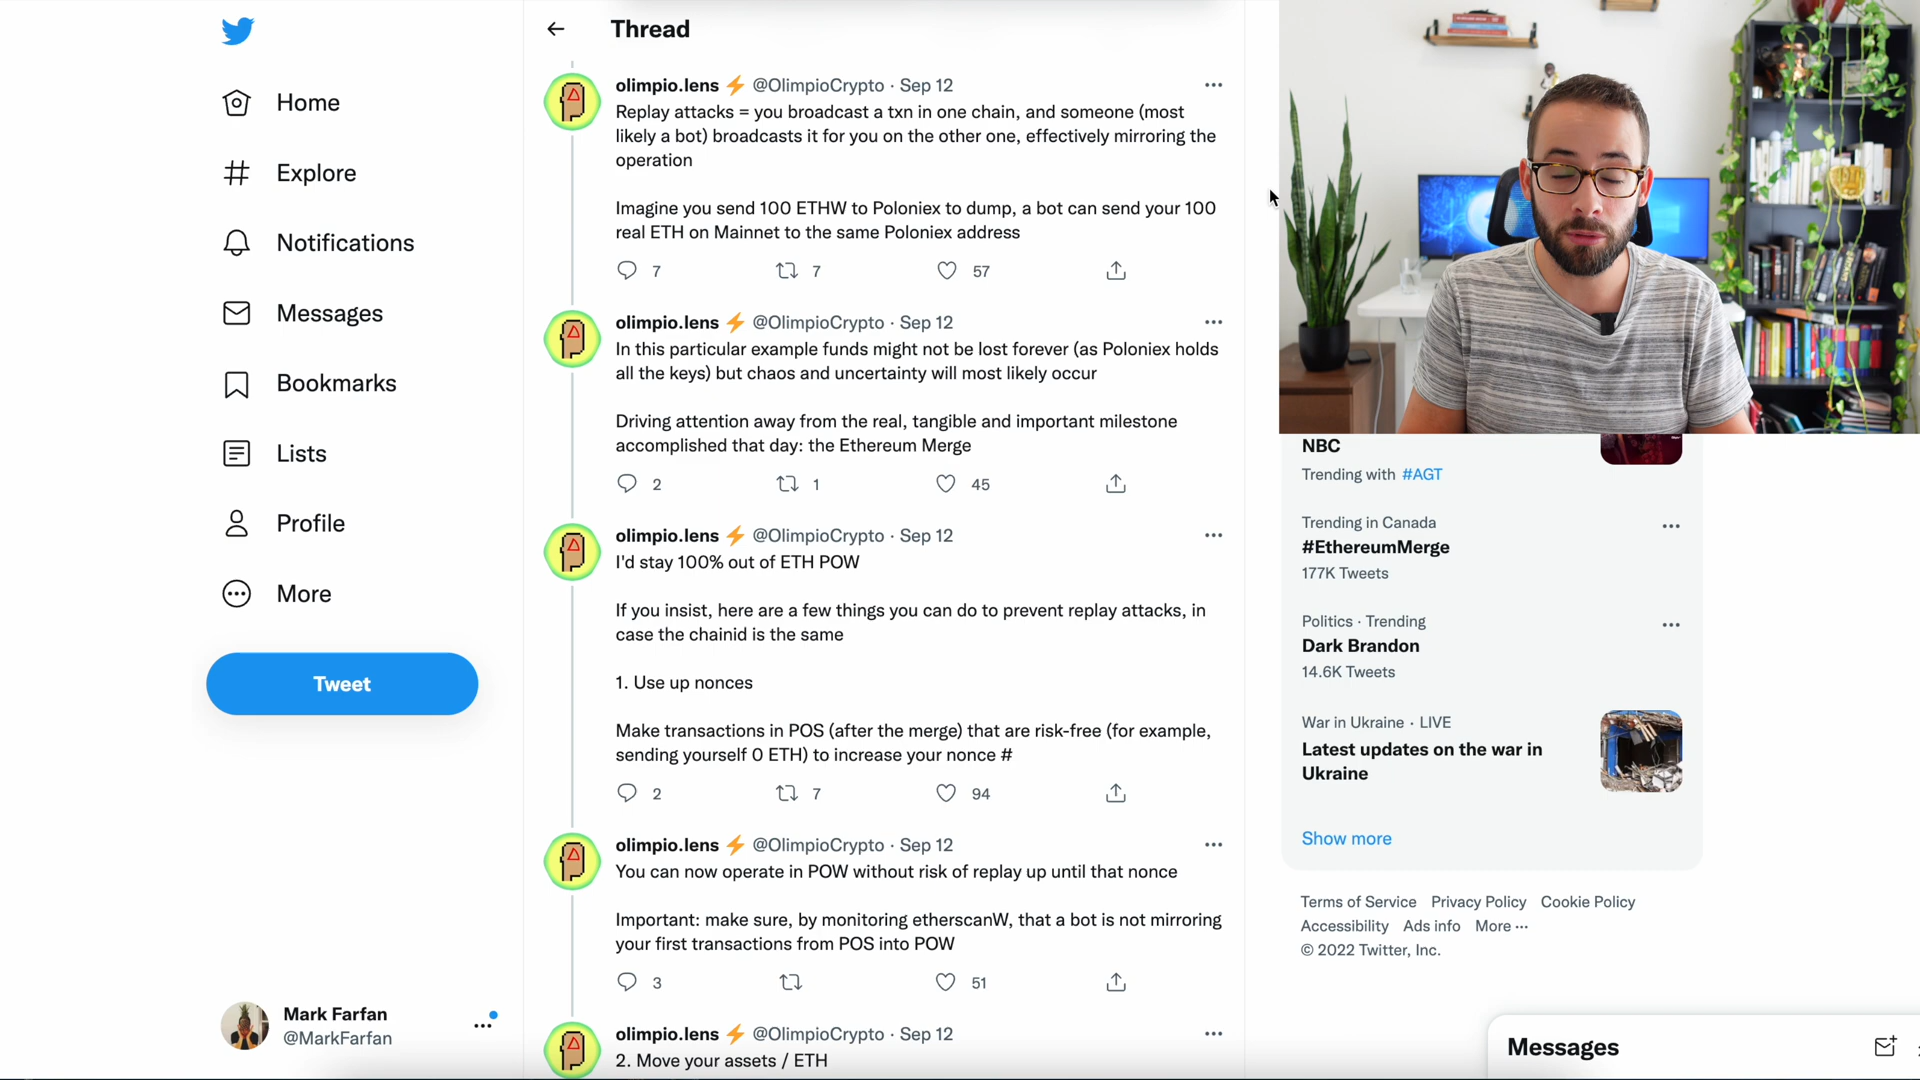 Thread
Home
Explore
Notifications
Messages
Bookmarks
Lists
Profile
More
Tweet
Mark Farfan
@MarkFarfan
olimpio.lens ⚡ @OlimpioCrypto · Sep 12
Replay attacks = you broadcast a txn in one chain, and someone (most
likely a bot) broadcasts it for you on the other one, effectively mirroring the
operation
Imagine you send 100 ETHW to Poloniex to dump, a bot can send your 100
real ETH on Mainnet to the same Poloniex address
7 7 57
olimpio.lens ⚡ @OlimpioCrypto · Sep 12
In this particular example funds might not be lost forever (as Poloniex holds
all the keys) but chaos and uncertainty will most likely occur
Driving attention away from the real, tangible and important milestone
accomplished that day: the Ethereum Merge
2 1 45
olimpio.lens ⚡ @OlimpioCrypto · Sep 12
I'd stay 100% out of ETH POW
If you insist, here are a few things you can do to prevent replay attacks, in
case the chainid is the same
1. Use up nonces
Make transactions in POS (after the merge) that are risk-free (for example,
sending yourself 0 ETH) to increase your nonce #
2 7 94
olimpio.lens ⚡ @OlimpioCrypto · Sep 12
You can now operate in POW without risk of replay up until that nonce
Important: make sure, by monitoring etherscanW, that a bot is not mirroring
your first transactions from POS into POW
3 51
olimpio.lens ⚡ @OlimpioCrypto · Sep 12
2. Move your assets / ETH
NBC
Trending with #AGT
Trending in Canada
#EthereumMerge
177K Tweets
Politics · Trending
Dark Brandon
14.6K Tweets
War in Ukraine · LIVE
Latest updates on the war in
Ukraine
Show more
Terms of Service Privacy Policy Cookie Policy
Accessibility Ads info More ···
© 2022 Twitter, Inc.
Messages